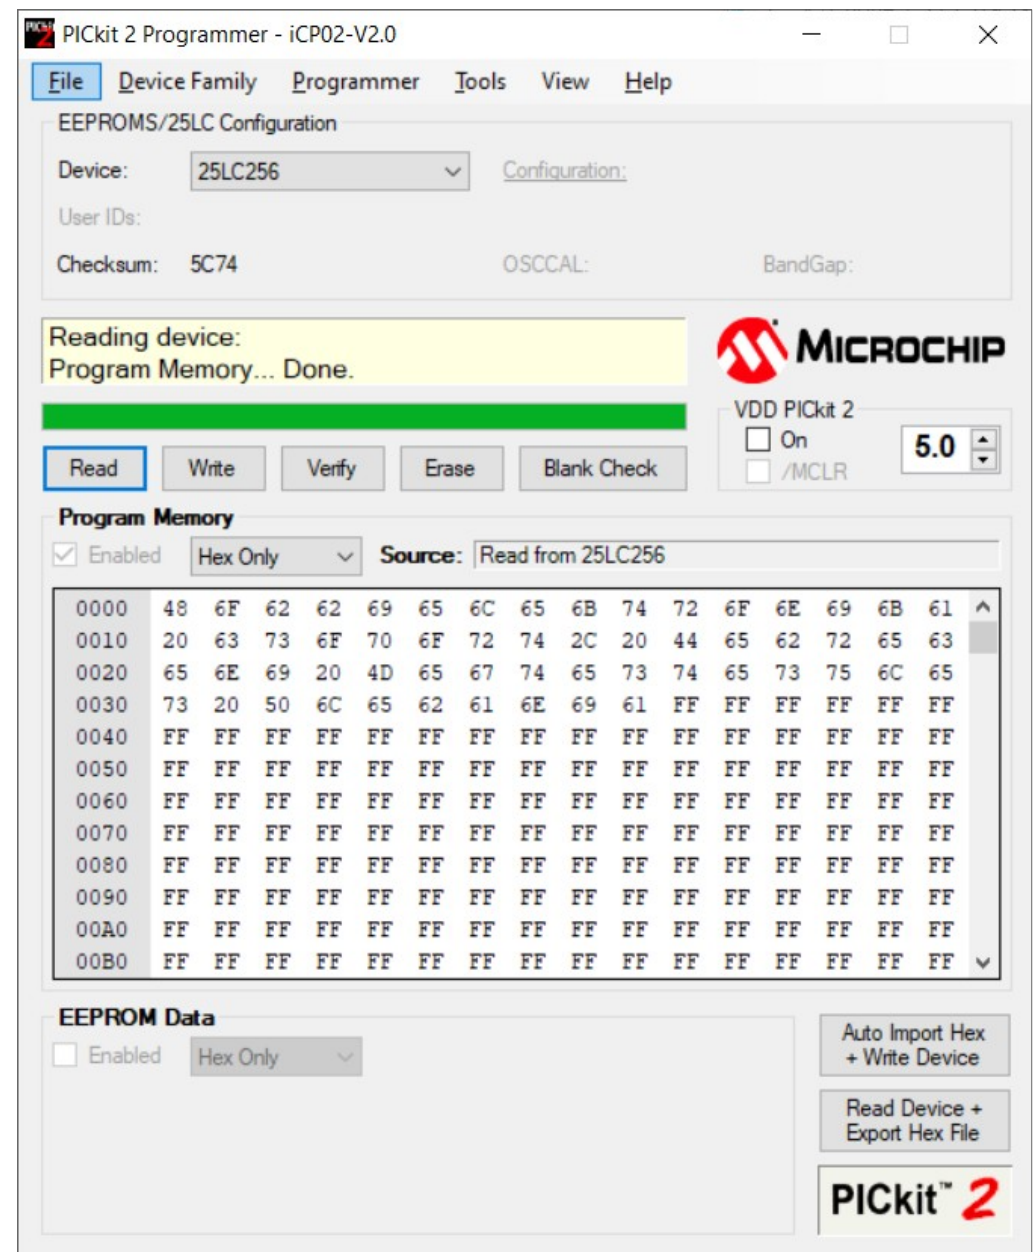 PICkit 2 Programmer - iCP02-V2.0
File Device Family Programmer Tools View Help
EEPROMS/25LC Configuration
Device: 25LC256 Configuration:
User IDs:
Checksum: 5C74 OSCCAL: BandGap:
Reading device:
Program Memory... Done.
MICROCHIP
VDD PICkit 2
On
/MCLR
5.0
Read Write Verify Erase Blank Check
Program Memory
Enabled Hex Only Source: Read from 25LC256
0000 48 6F 62 62 69 65 6C 65 6B 74 72 6F 6E 69 6B 61
0010 20 63 73 6F 70 6F 72 74 2C 20 44 65 62 72 65 63
0020 65 6E 69 20 4D 65 67 74 65 73 74 65 73 75 6C 65
0030 73 20 50 6C 65 62 61 6E 69 61 FF FF FF FF FF FF
0040 FF FF FF FF FF FF FF FF FF FF FF FF FF FF FF FF
0050 FF FF FF FF FF FF FF FF FF FF FF FF FF FF FF FF
0060 FF FF FF FF FF FF FF FF FF FF FF FF FF FF FF FF
0070 FF FF FF FF FF FF FF FF FF FF FF FF FF FF FF FF
0080 FF FF FF FF FF FF FF FF FF FF FF FF FF FF FF FF
0090 FF FF FF FF FF FF FF FF FF FF FF FF FF FF FF FF
00A0 FF FF FF FF FF FF FF FF FF FF FF FF FF FF FF FF
00B0 FF FF FF FF FF FF FF FF FF FF FF FF FF FF FF FF
EEPROM Data
Enabled Hex Only
Auto Import Hex
+ Write Device
Read Device +
Export Hex File
PICkit™ 2